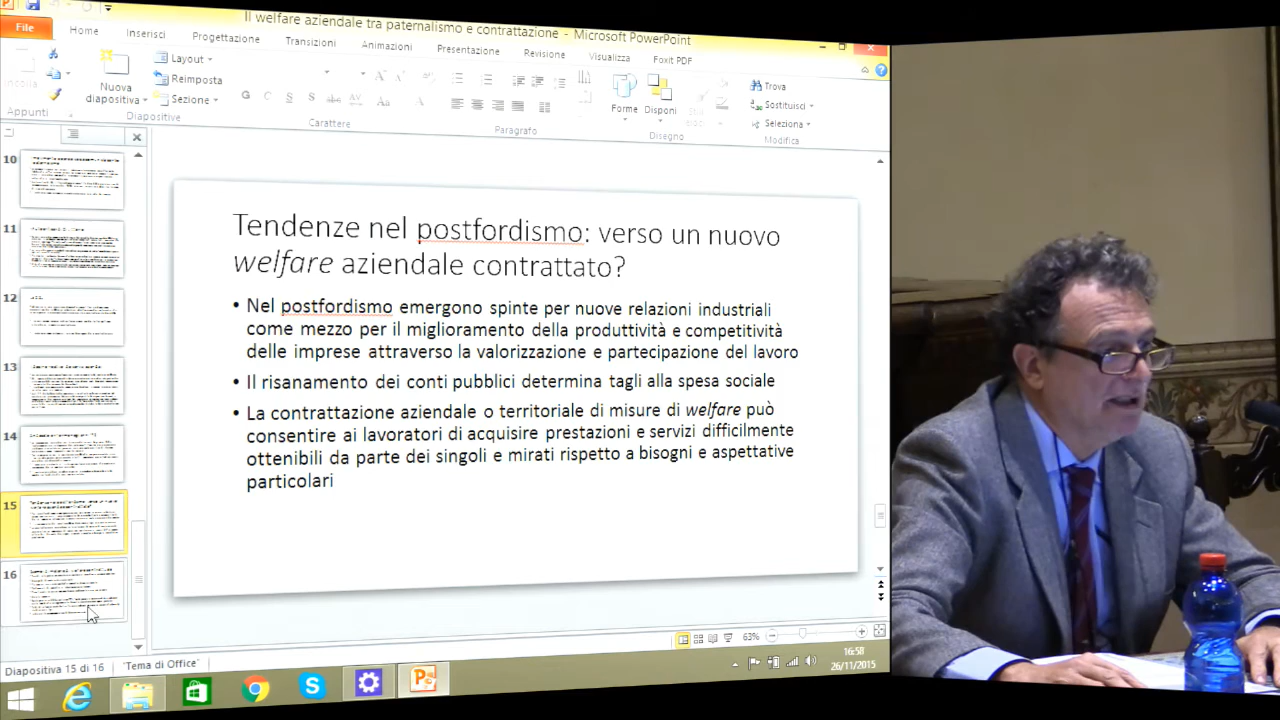 Il welfare aziendale tra paternalismo e contrattazione - Microsoft PowerPoint
File Home Inserisci Progettazione Transizioni Animazioni Presentazione Revisione Visualizza Foxit PDF
Incolla
Appunti
Nuova
diapositiva
Layout
Reimposta
Sezione
Diapositive
G C S S abc AV Aa A
Carattere
Paragrafo
Forme
Disponi
Disegno
Trova
Sostituisci
Seleziona
Modifica
10
11
12
13
14
15
16
Tendenze nel postfordismo: verso un nuovo
welfare aziendale contrattato?
• Nel postfordismo emergono spinte per nuove relazioni industriali
come mezzo per il miglioramento della produttività e competitività
delle imprese attraverso la valorizzazione e partecipazione del lavoro
• Il risanamento dei conti pubblici determina tagli alla spesa sociale
• La contrattazione aziendale o territoriale di misure di welfare può
consentire ai lavoratori di acquisire prestazioni e servizi difficilmente
ottenibili da parte dei singoli e mirati rispetto a bisogni e aspettative
particolari
Diapositiva 15 di 16 "Tema di Office"
63%
16:58
26/11/2015